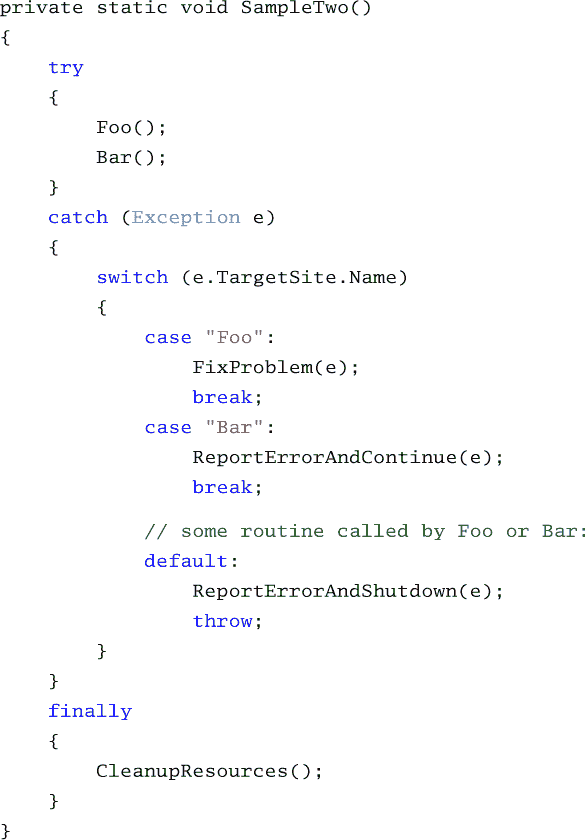 private static void SampleTwo()
{
    try
    {
        Foo();
        Bar();
    }
    catch (Exception e)
    {
        switch (e.TargetSite.Name)
        {
            case "Foo":
                FixProblem(e);
                break;
            case "Bar":
                ReportErrorAndContinue(e);
                break;
            // some routine called by Foo or Bar:
            default:
                ReportErrorAndShutdown(e);
                throw;
        }
    }
    finally
    {
        CleanupResources();
    }
}